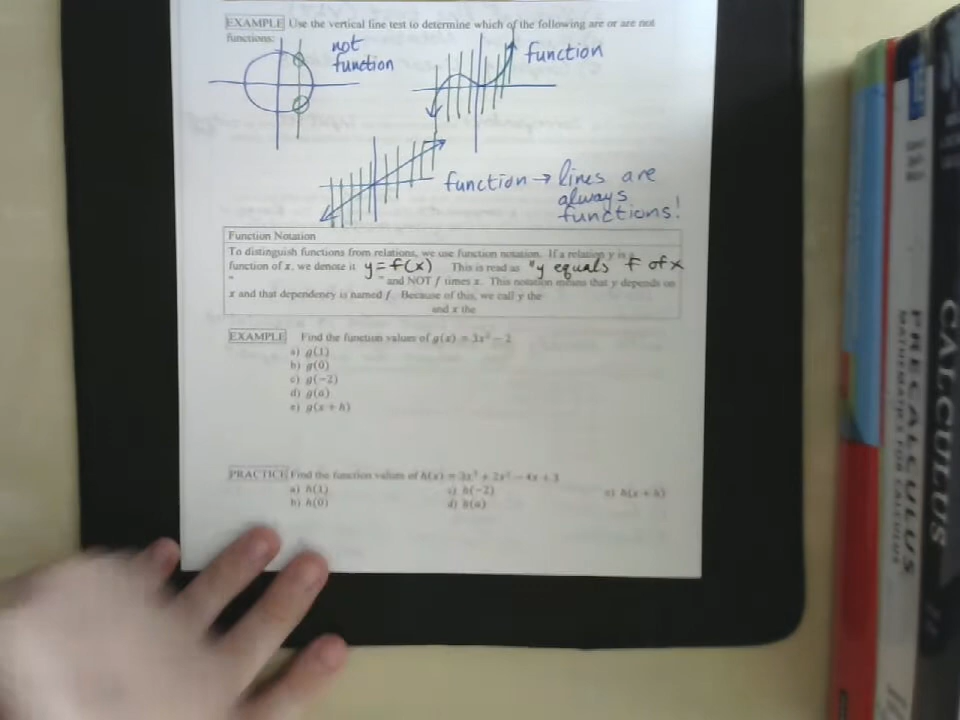 EXAMPLE Use the vertical line test to determine which of the following are or are not
functions:
not
function
function
function → lines are
always
functions!
Function Notation
To distinguish functions from relations, we use function notation. If a relation y is a
function of x, we denote it y=f(x) This is read as "y equals f of x
" " and NOT f times x. This notation means that y depends on
x and that dependency is named f. Because of this, we call y the
and x the
EXAMPLE Find the function values of g(x) = 3x² − 2
a) g(1)
b) g(0)
c) g(−2)
d) g(a)
e) g(x + h)
PRACTICE Find the function values of h(x) = 3x³ + 2x² − 4x + 3
a) h(1) c) h(−2) e) h(x + h)
b) h(0) d) h(a)
PRECALCULUS
MATHEMATICS FOR CALCULUS
CALCULUS